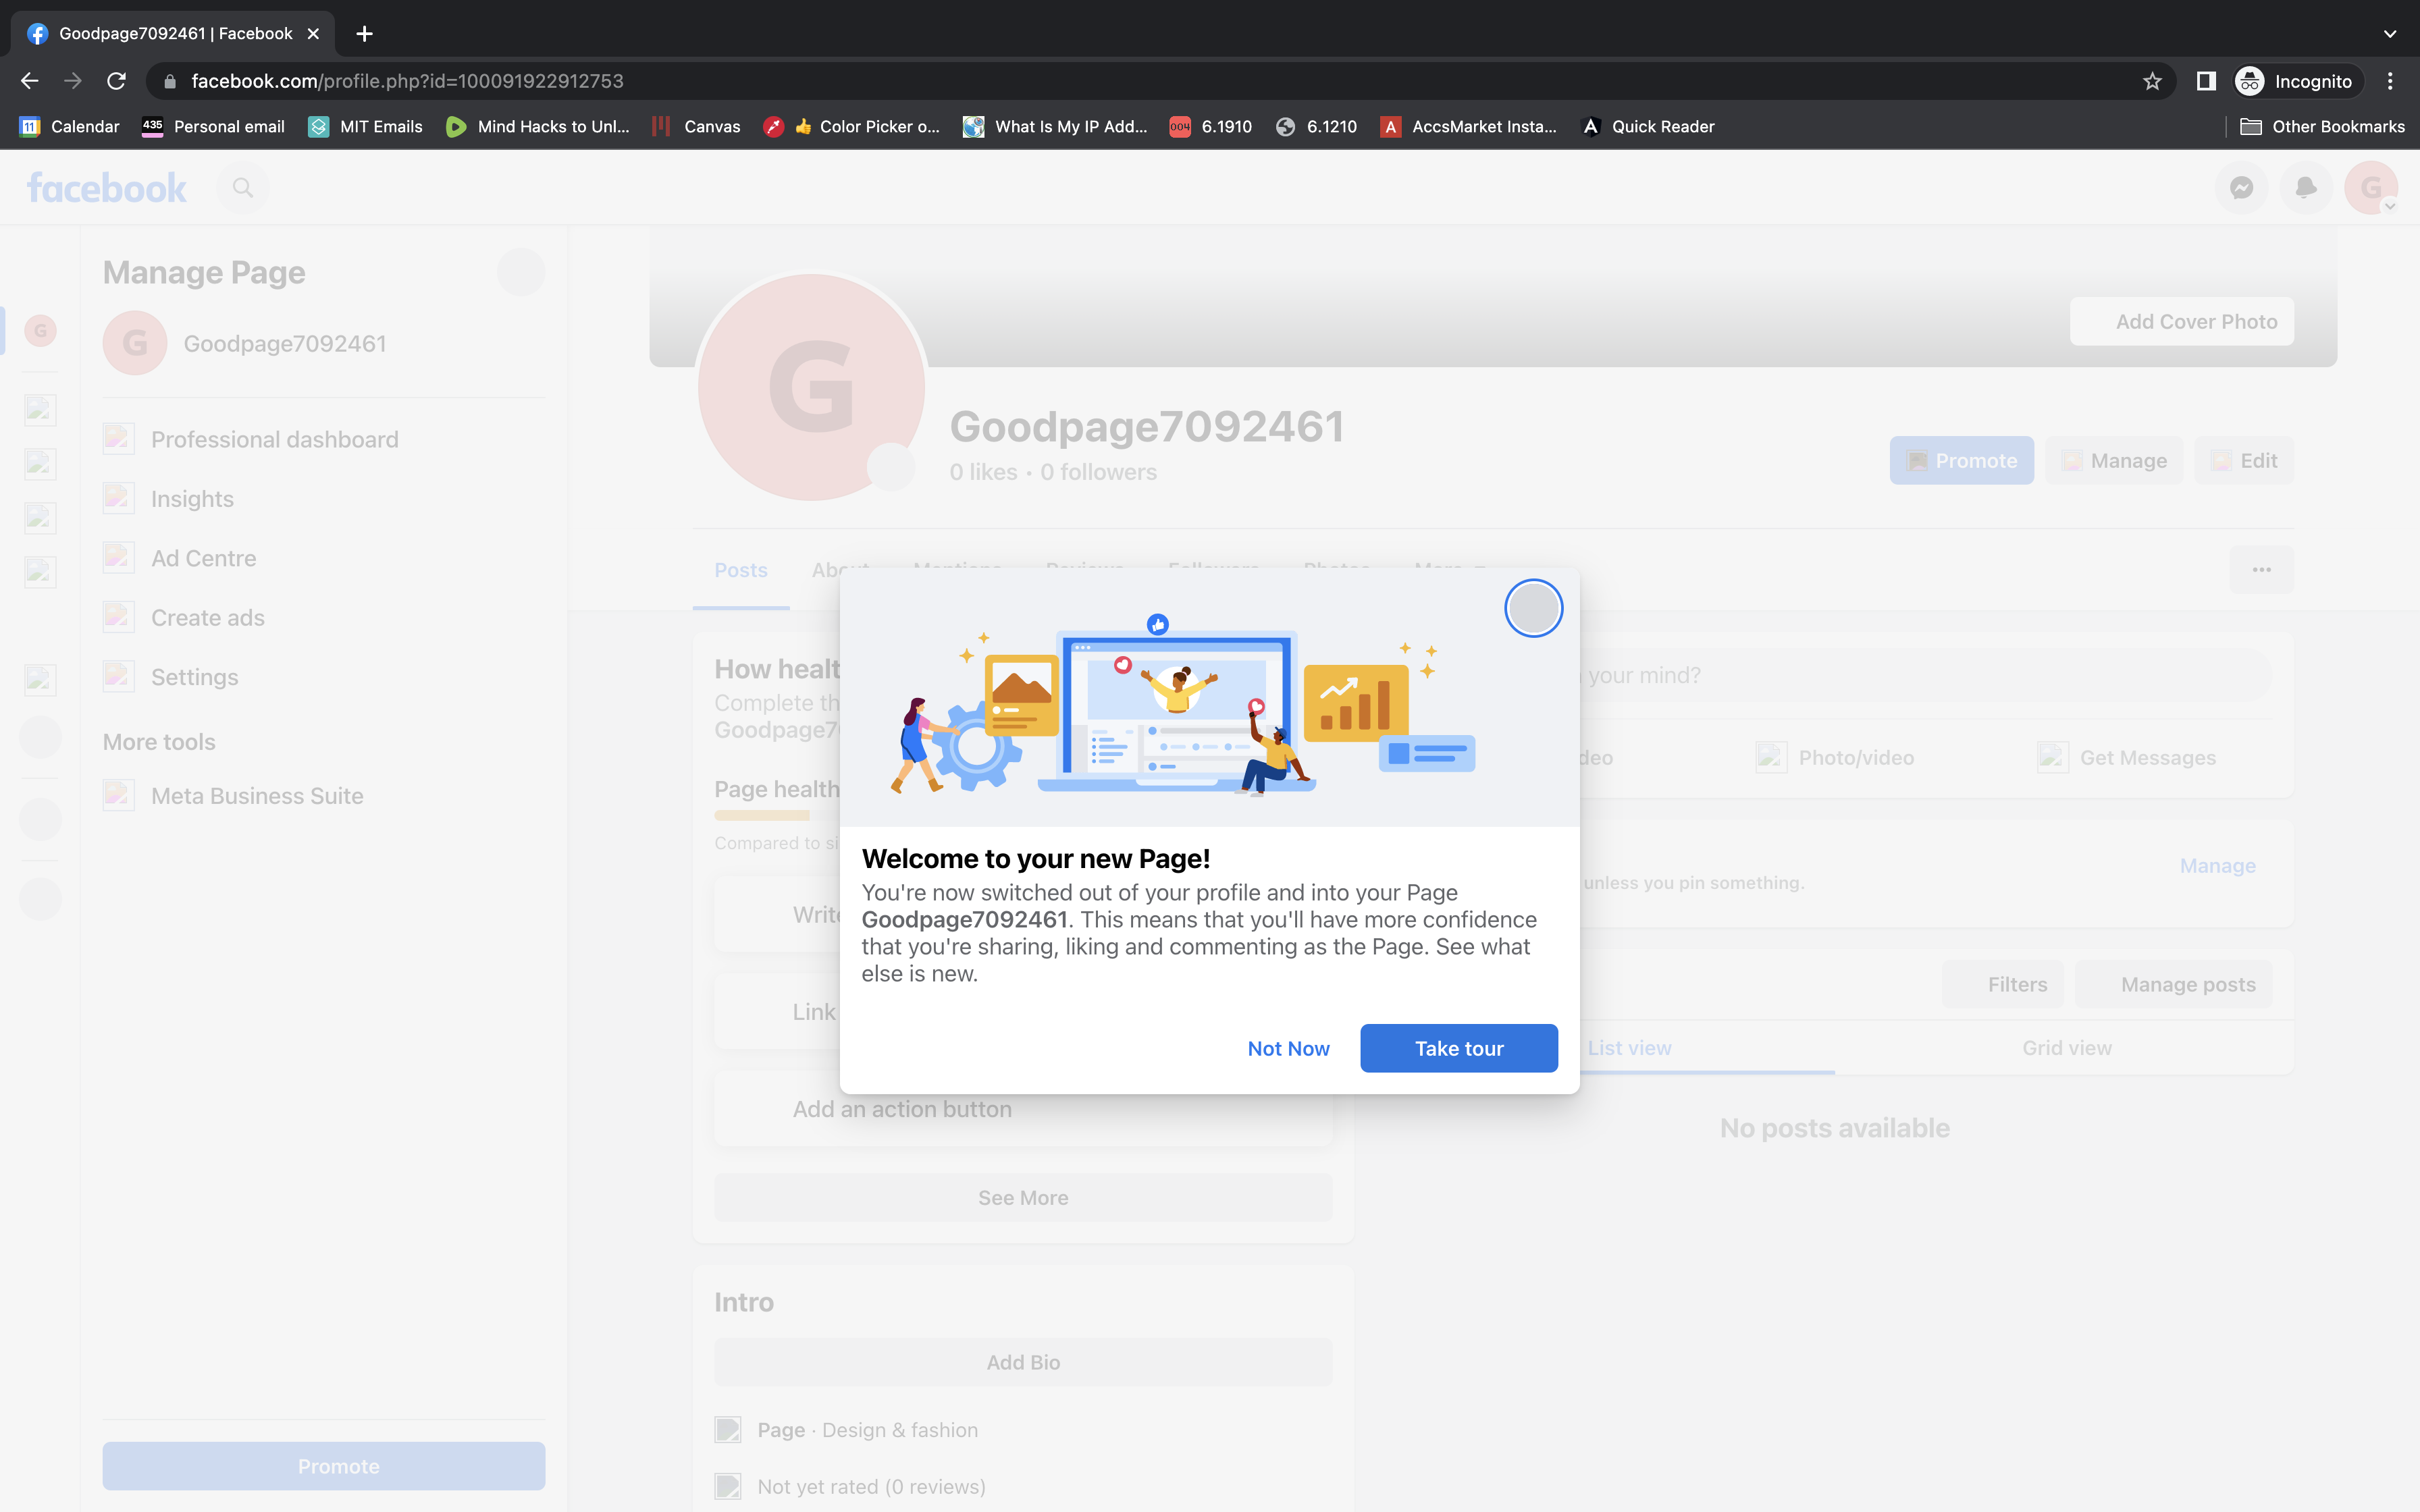 Goodpage7092461 | Facebook
facebook.com/profile.php?id=100091922912753
Incognito
11 Calendar
435 Personal email
MIT Emails
Mind Hacks to Unl...
Canvas
👍 Color Picker o...
What Is My IP Add...
004 6.1910
6.1210
A AccsMarket Insta...
Quick Reader
Other Bookmarks
facebook
G
Manage Page
G
G Goodpage7092461
Professional dashboard
Insights
Ad Centre
Create ads
Settings
More tools
Meta Business Suite
Promote
Add Cover Photo
G
Goodpage7092461
0 likes · 0 followers
Promote
Manage
Edit
Posts
About
Mentions
Reviews
Followers
Photos
More
How healt
Complete th
Goodpage7
Page health
Compared to si
Write
Link
Add an action button
See More
Intro
Add Bio
Page · Design & fashion
Not yet rated (0 reviews)
your mind?
deo
Photo/video
Get Messages
Manage
unless you pin something.
Filters
Manage posts
List view
Grid view
No posts available
Welcome to your new Page!
You're now switched out of your profile and into your Page
Goodpage7092461. This means that you'll have more confidence
that you're sharing, liking and commenting as the Page. See what
else is new.
Not Now
Take tour